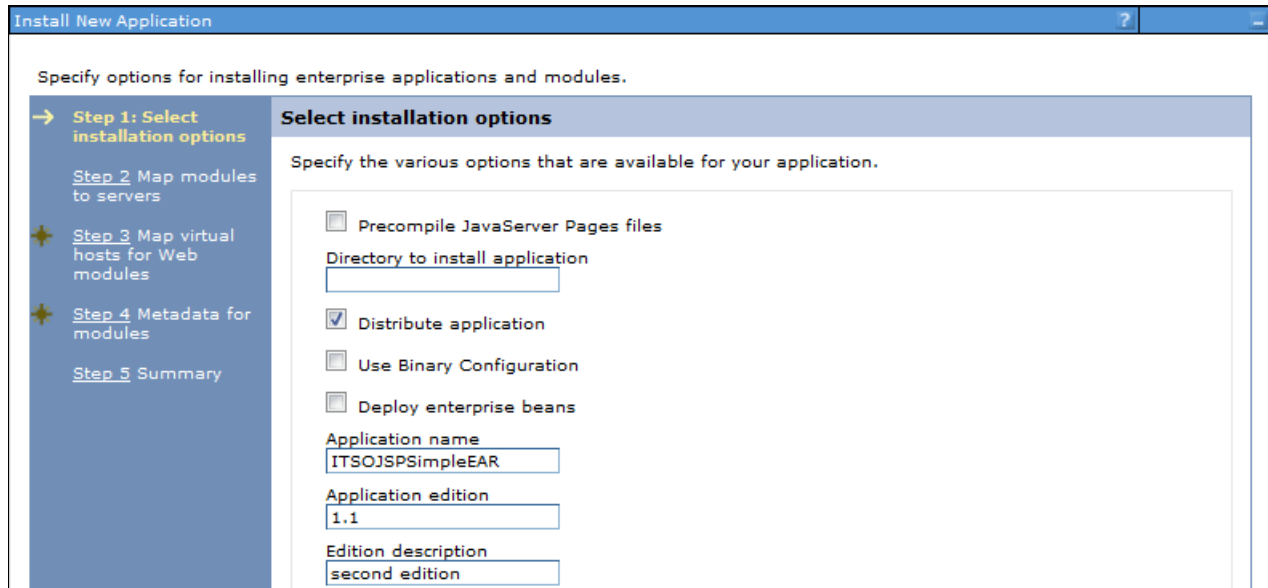 Install New Application
?
Specify options for installing enterprise applications and modules.
Step 1: Select
installation options
Step 2 Map modules
to servers
Step 3 Map virtual
hosts for Web
modules
Step 4 Metadata for
modules
Step 5 Summary
Select installation options
Specify the various options that are available for your application.
Precompile JavaServer Pages files
Directory to install application
Distribute application
Use Binary Configuration
Deploy enterprise beans
Application name
ITSOJSPSimpleEAR
Application edition
1.1
Edition description
second edition